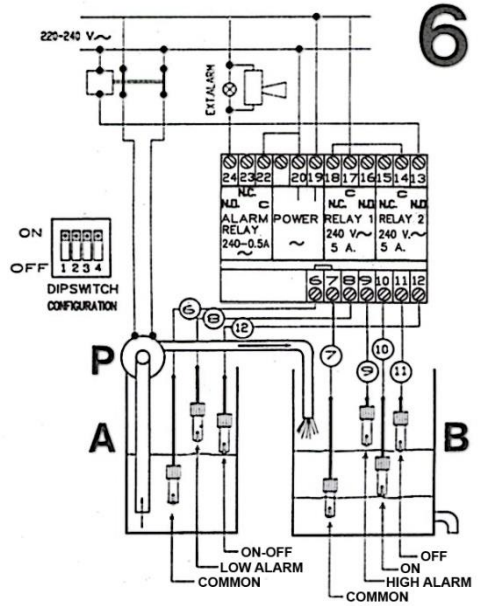 6
220-240 V~
EXT.ALARM
24 23 22 20 19 18 17 16 15 14 13
N.C. N.C. N.C.
N.O. C C N.O. C N.O.
ALARM RELAY 240-0.5A ~
POWER ~
RELAY 1 240 V.~ 5 A.
RELAY 2 240 V.~ 5 A.
6 7 8 9 10 11 12
ON
OFF
1 2 3 4
DIPSWITCH
CONFIGURATION
6
8
12
7
9
10
11
P
A
B
ON-OFF
LOW ALARM
COMMON
OFF
ON
HIGH ALARM
COMMON